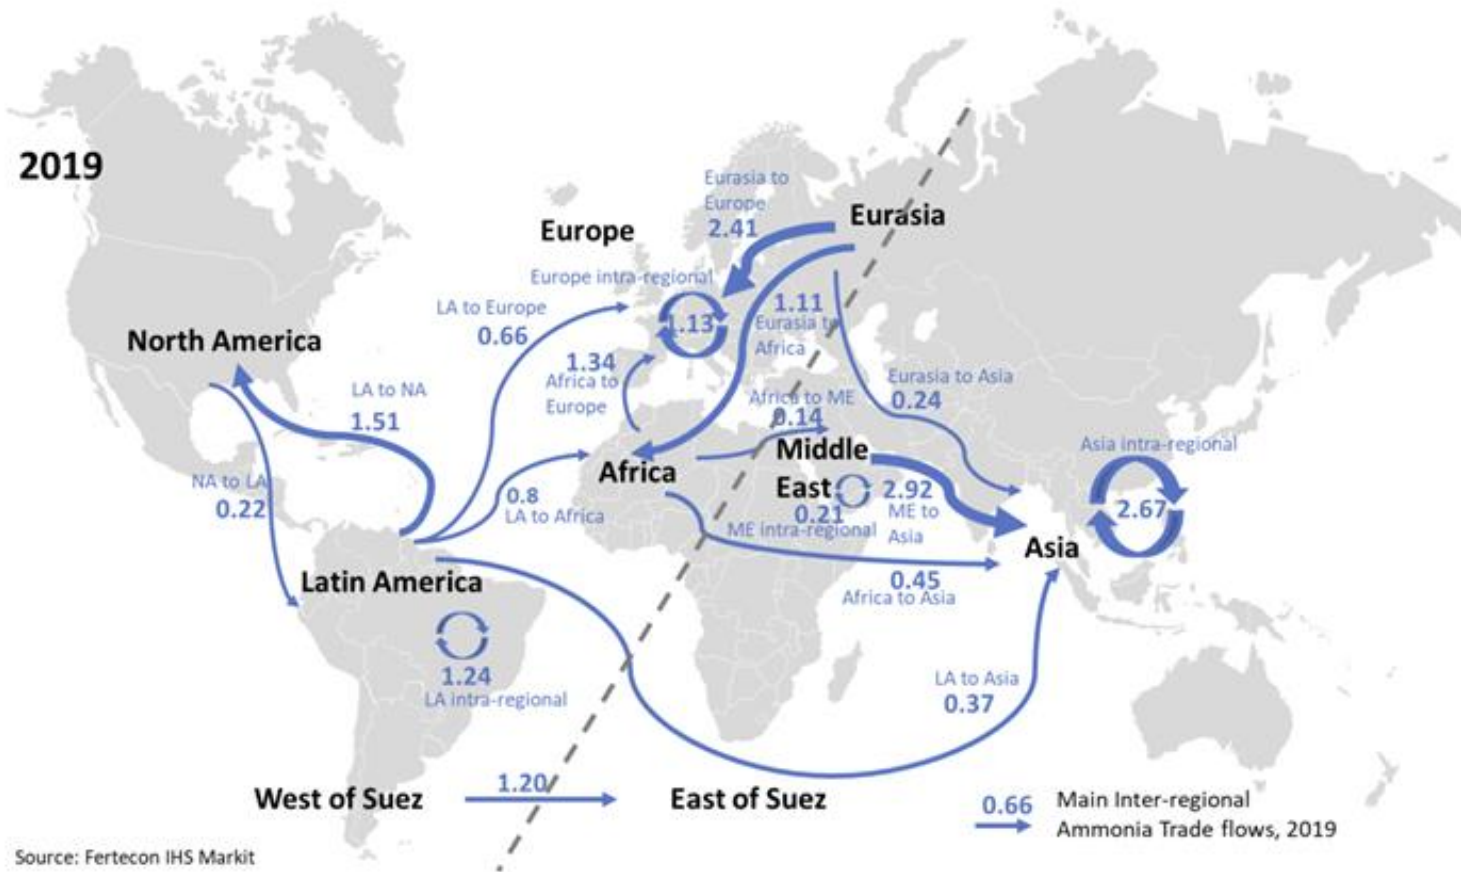 2019
Eurasia to
Europe
2.41
Eurasia
Europe
Europe intra-regional
1.13
LA to Europe
0.66
1.11
Eurasia to
Africa
North America
1.34
Africa to
Europe
LA to NA
1.51
Eurasia to Asia
0.24
Africa to ME
0.14
Middle
East
0.21
ME intra-regional
2.92
ME to
Asia
Asia intra-regional
2.67
Africa
NA to LA
0.22
0.8
LA to Africa
Asia
0.45
Africa to Asia
Latin America
1.24
LA intra-regional
LA to Asia
0.37
West of Suez
1.20
East of Suez
0.66
Main Inter-regional
Ammonia Trade flows, 2019
Source: Fertecon IHS Markit